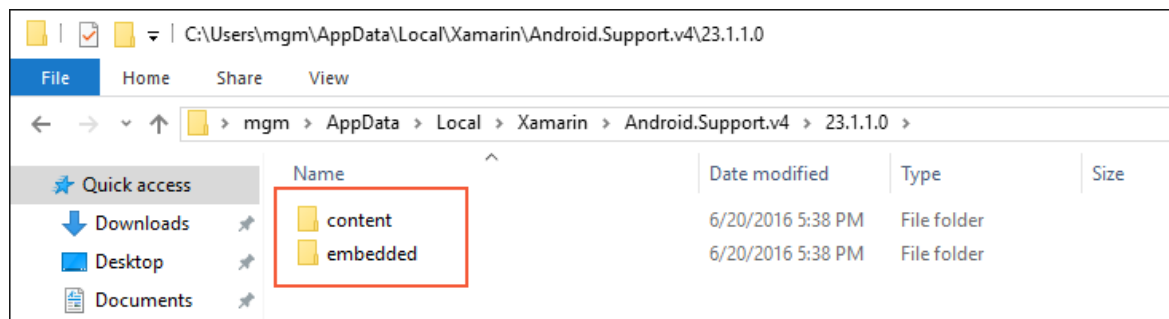 C:\Users\mgm\AppData\Local\Xamarin\Android.Support.v4\23.1.1.0
File Home Share View
mgm > AppData > Local > Xamarin > Android.Support.v4 > 23.1.1.0 >
Name Date modified Type Size
Quick access
content 6/20/2016 5:38 PM File folder
Downloads
embedded 6/20/2016 5:38 PM File folder
Desktop
Documents